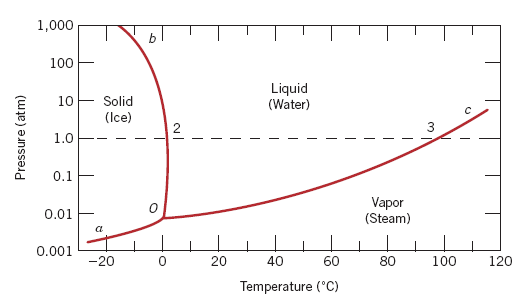 1,000
100
10
1.0
0.1
0.01
0.001
Pressure (atm)
b
Solid
(Ice)
Liquid
(Water)
2
3
c
O
a
Vapor
(Steam)
−20
0
20
40
60
80
100
120
Temperature (°C)